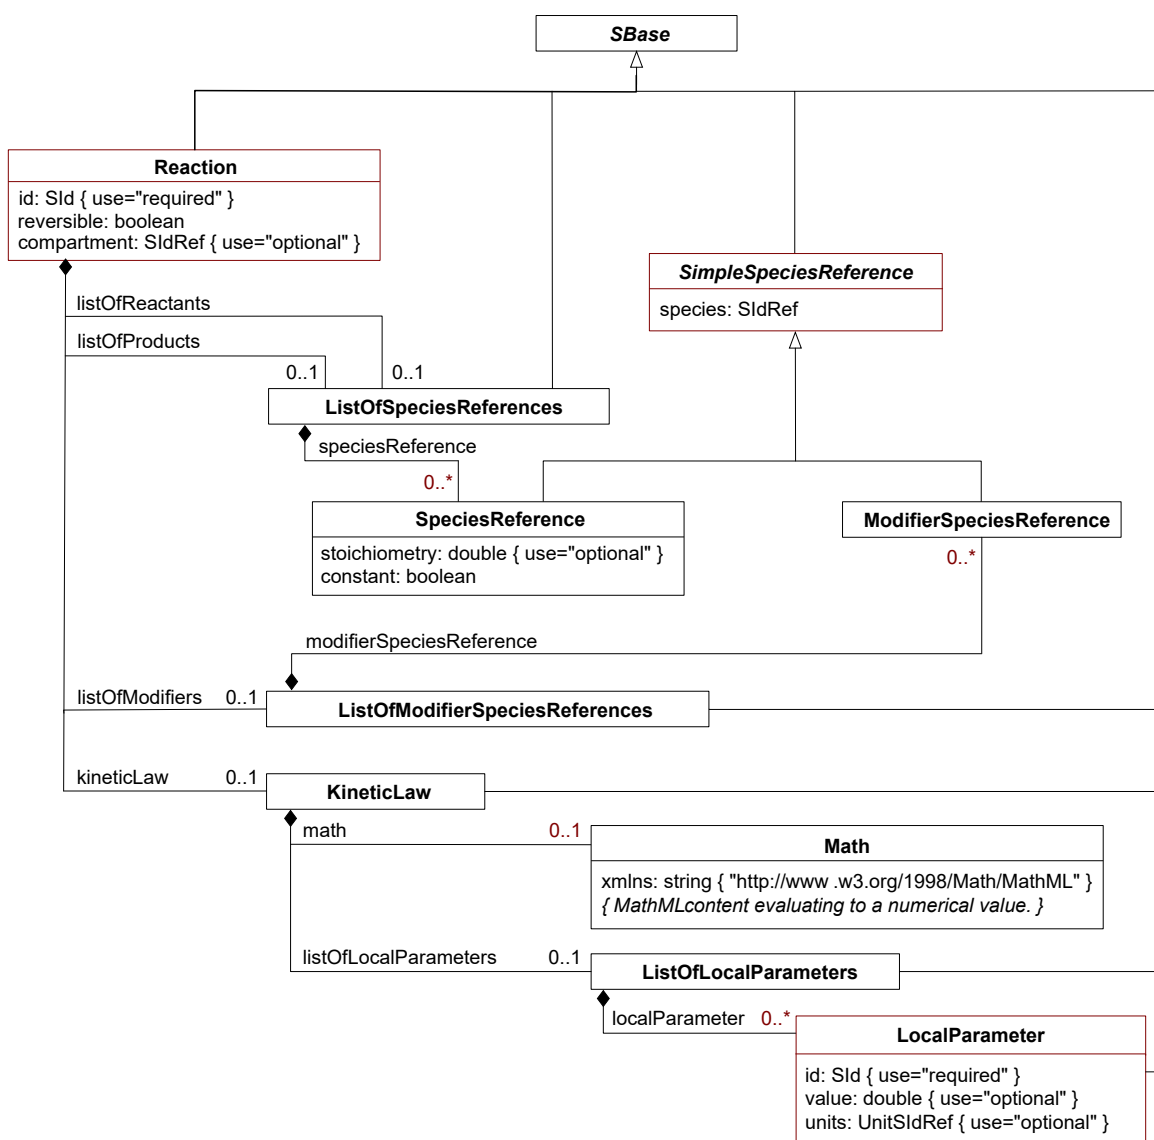 SBase
Reaction
id: SId { use="required" }
reversible: boolean
compartment: SIdRef { use="optional" }
SimpleSpeciesReference
species: SIdRef
listOfReactants
listOfProducts
0..1
0..1
ListOfSpeciesReferences
speciesReference
0..*
SpeciesReference
stoichiometry: double { use="optional" }
constant: boolean
ModifierSpeciesReference
0..*
modifierSpeciesReference
listOfModifiers 0..1
ListOfModifierSpeciesReferences
kineticLaw 0..1
KineticLaw
math 0..1
Math
xmlns: string { "http://www .w3.org/1998/Math/MathML" }
{ MathMLcontent evaluating to a numerical value. }
listOfLocalParameters 0..1
ListOfLocalParameters
localParameter 0..*
LocalParameter
id: SId { use="required" }
value: double { use="optional" }
units: UnitSIdRef { use="optional" }